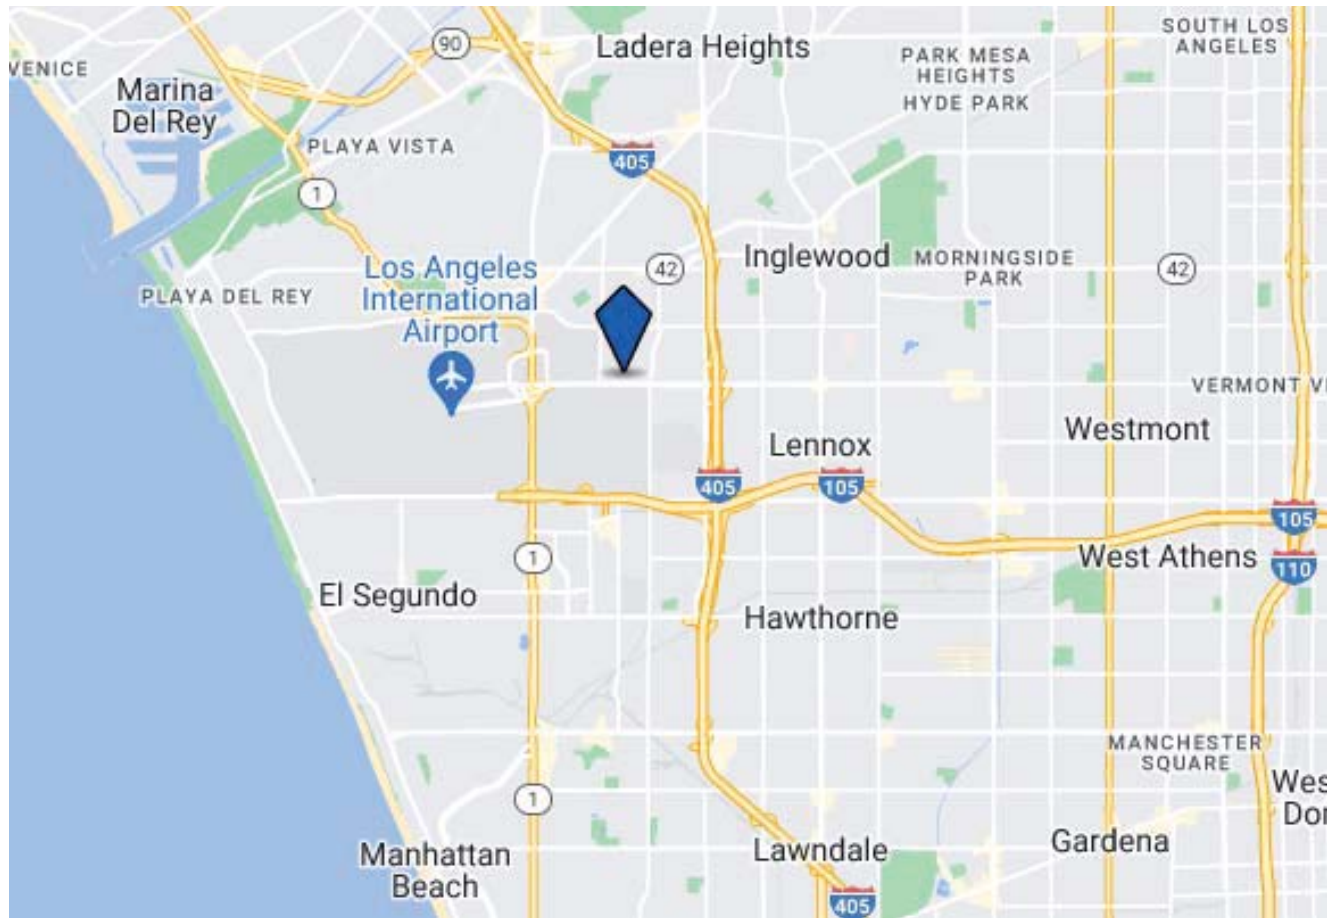 SOUTH LOS
ANGELES
90
Ladera Heights
PARK MESA
HEIGHTS
HYDE PARK
VENICE
Marina
Del Rey
PLAYA VISTA
405
1
Inglewood
MORNINGSIDE
PARK
42
42
Los Angeles
International
Airport
PLAYA DEL REY
VERMONT VI
Westmont
Lennox
405
105
105
1
West Athens
110
El Segundo
Hawthorne
MANCHESTER
SQUARE
Wes
Dor
1
Gardena
Manhattan
Beach
Lawndale
405